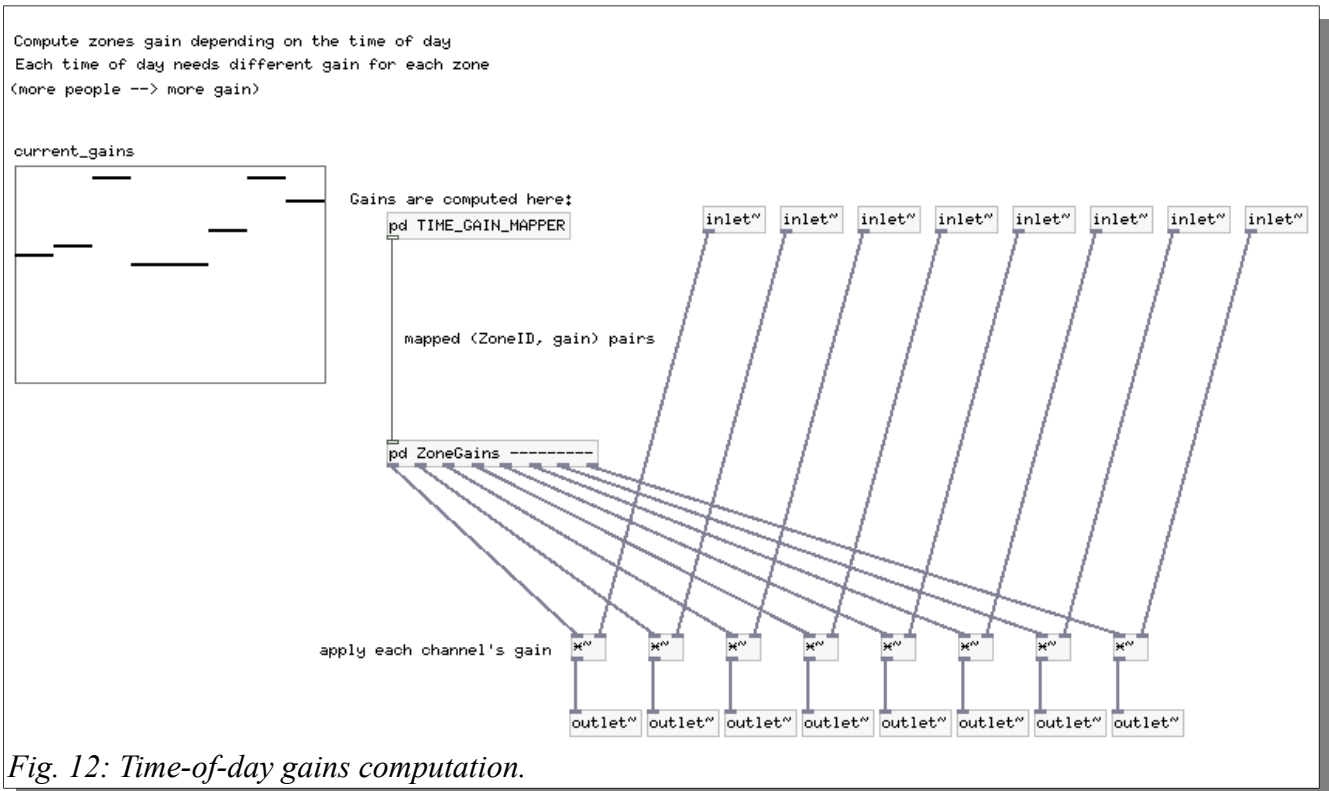 Compute zones gain depending on the time of day
Each time of day needs different gain for each zone
(more people --> more gain)
current_gains
Gains are computed here:
pd TIME_GAIN_MAPPER
inlet~ inlet~ inlet~ inlet~ inlet~ inlet~ inlet~ inlet~
mapped (ZoneID, gain) pairs
pd ZoneGains ---------
apply each channel's gain
*~ *~ *~ *~ *~ *~ *~ *~
outlet~ outlet~ outlet~ outlet~ outlet~ outlet~ outlet~ outlet~
Fig. 12: Time-of-day gains computation.